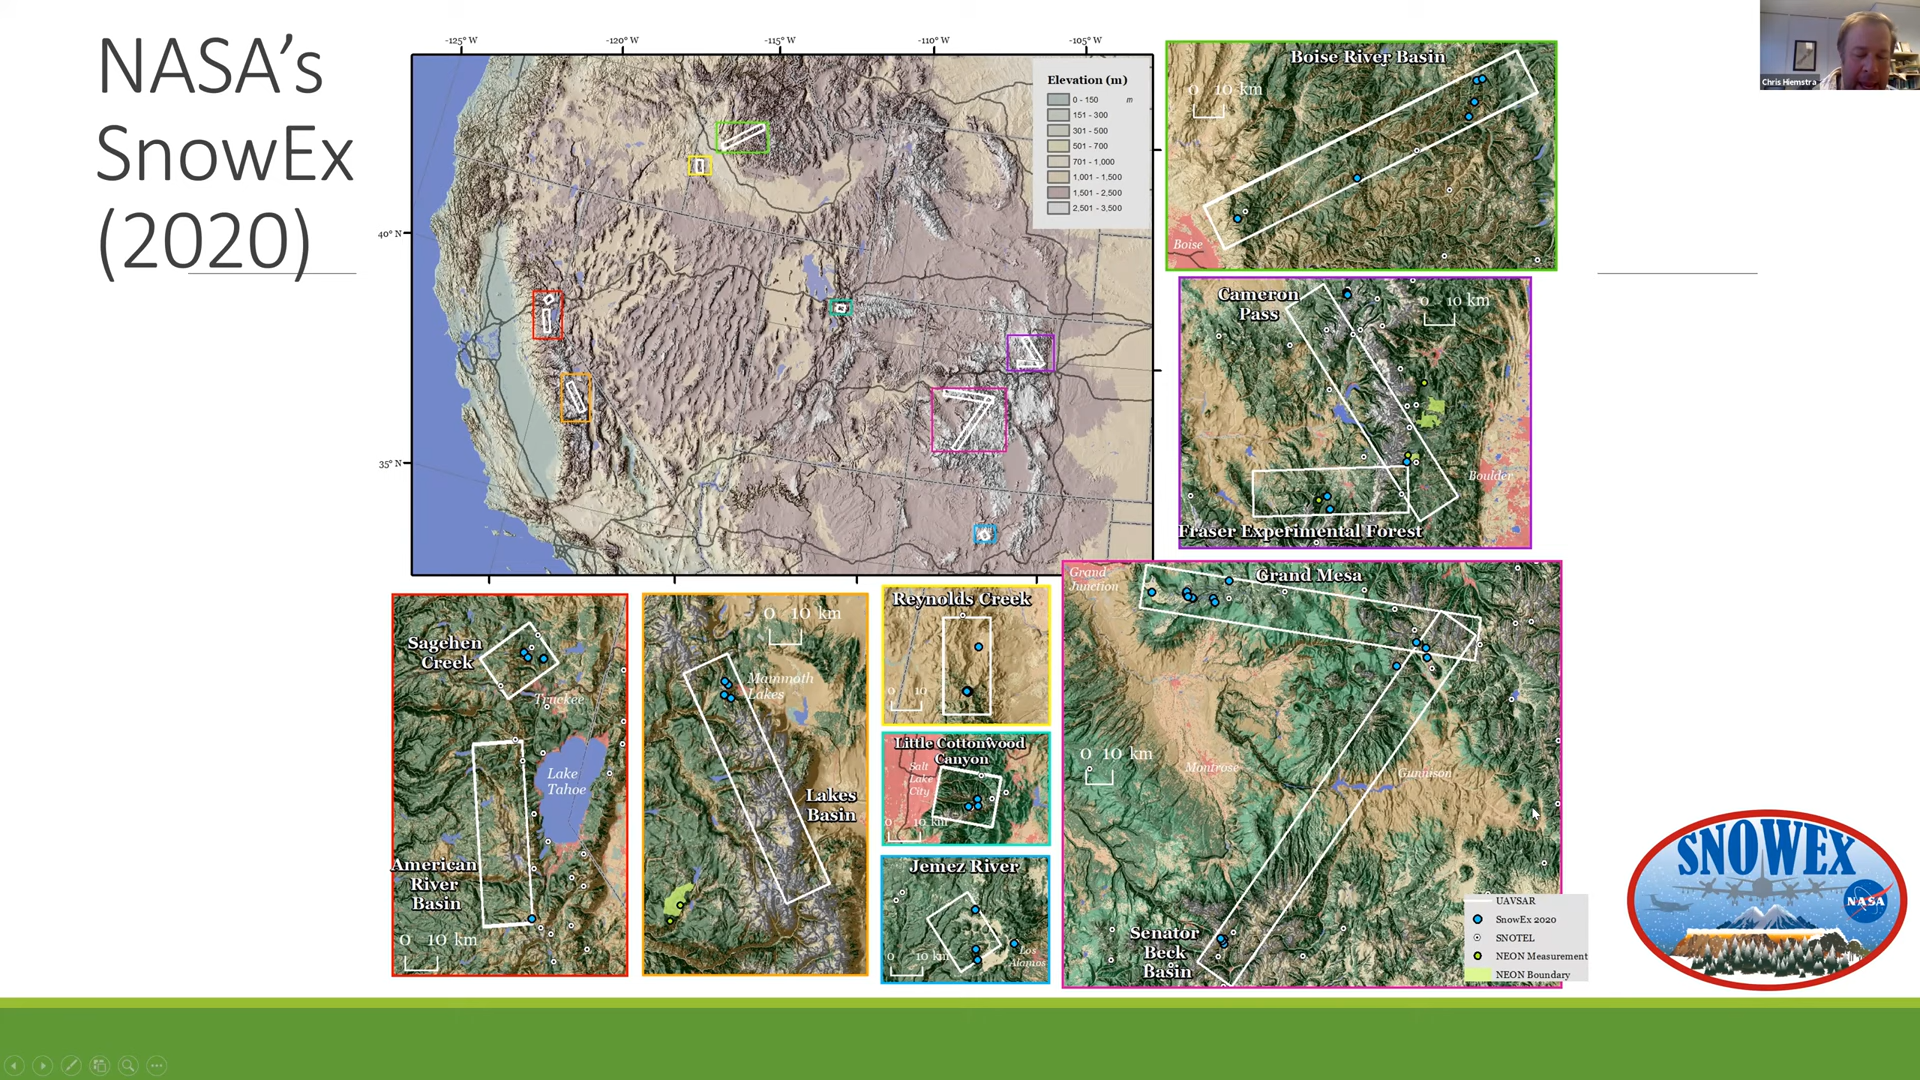 NASA's
SnowEx
(2020)
-125° W
-120° W
-115° W
-110° W
-105° W
40° N
35° N
Elevation (m)
0 - 150 m
151 - 300
301 - 500
501 - 700
701 - 1,000
1,001 - 1,500
1,501 - 2,500
2,501 - 3,500
Boise River Basin
0 10 km
Boise
Chris Hiemstra
Cameron
Pass
0 10 km
Boulder
Fraser Experimental Forest
Sagehen
Creek
Truckee
Lake
Tahoe
American
River
Basin
0 10 km
0 10 km
Mammoth
Lakes
Lakes
Basin
Reynolds Creek
0 10
Little Cottonwood
Canyon
Salt
Lake
City
0 10 km
Jemez River
0 10 km
Los
Alamos
Grand
Junction
Grand Mesa
0 10 km
Montrose
Gunnison
Senator
Beck
Basin
UAVSAR
SnowEx 2020
SNOTEL
NEON Measurement
NEON Boundary
SNOWEX
NASA